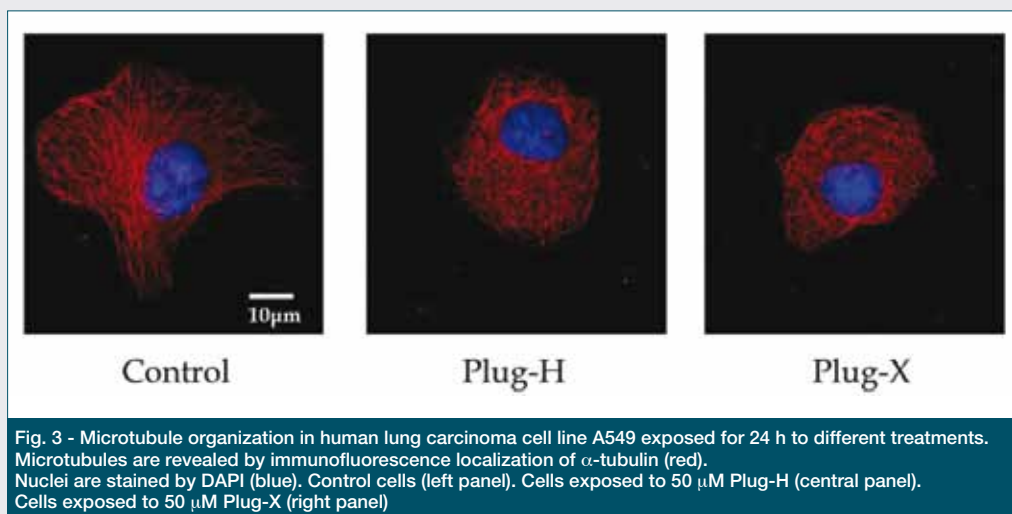 10µm
Control
Plug-H
Plug-X
Fig. 3 - Microtubule organization in human lung carcinoma cell line A549 exposed for 24 h to different treatments.
Microtubules are revealed by immunofluorescence localization of α-tubulin (red).
Nuclei are stained by DAPI (blue). Control cells (left panel). Cells exposed to 50 µM Plug-H (central panel).
Cells exposed to 50 µM Plug-X (right panel)